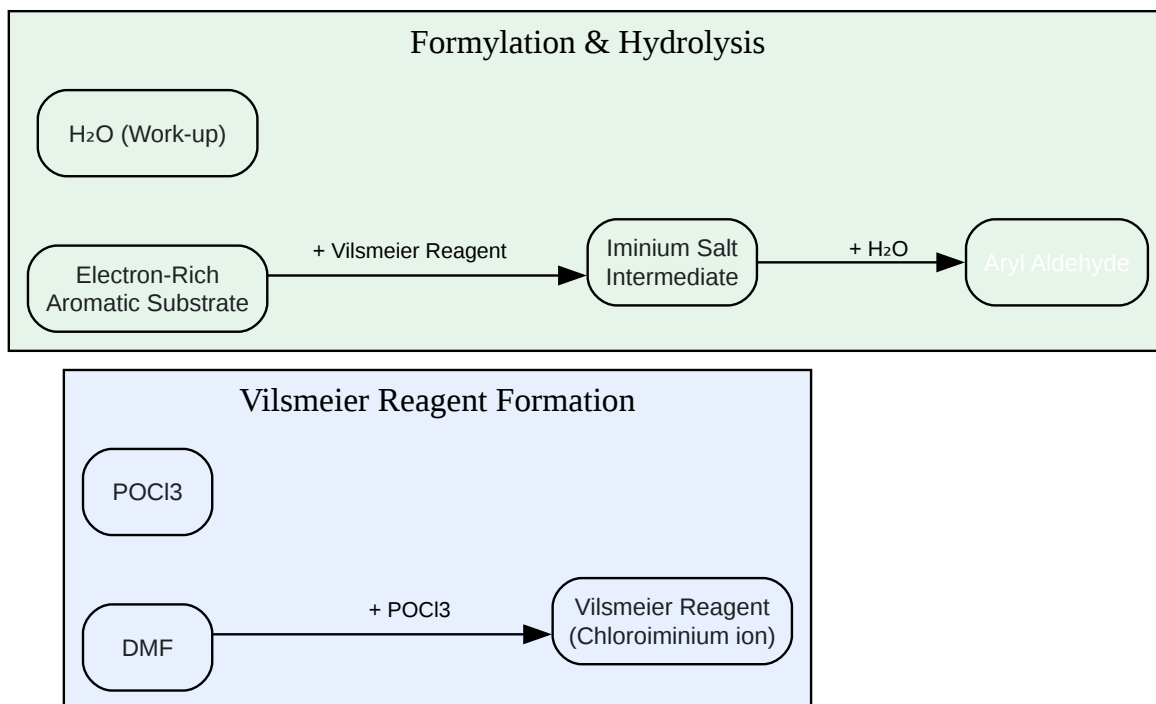 Formylation & Hydrolysis
H₂O (Work-up)
Electron-Rich
Aromatic Substrate
+ Vilsmeier Reagent
Iminium Salt
Intermediate
+ H₂O
Aryl Aldehyde
Vilsmeier Reagent Formation
POCl3
DMF
+ POCl3
Vilsmeier Reagent
(Chloroiminium ion)